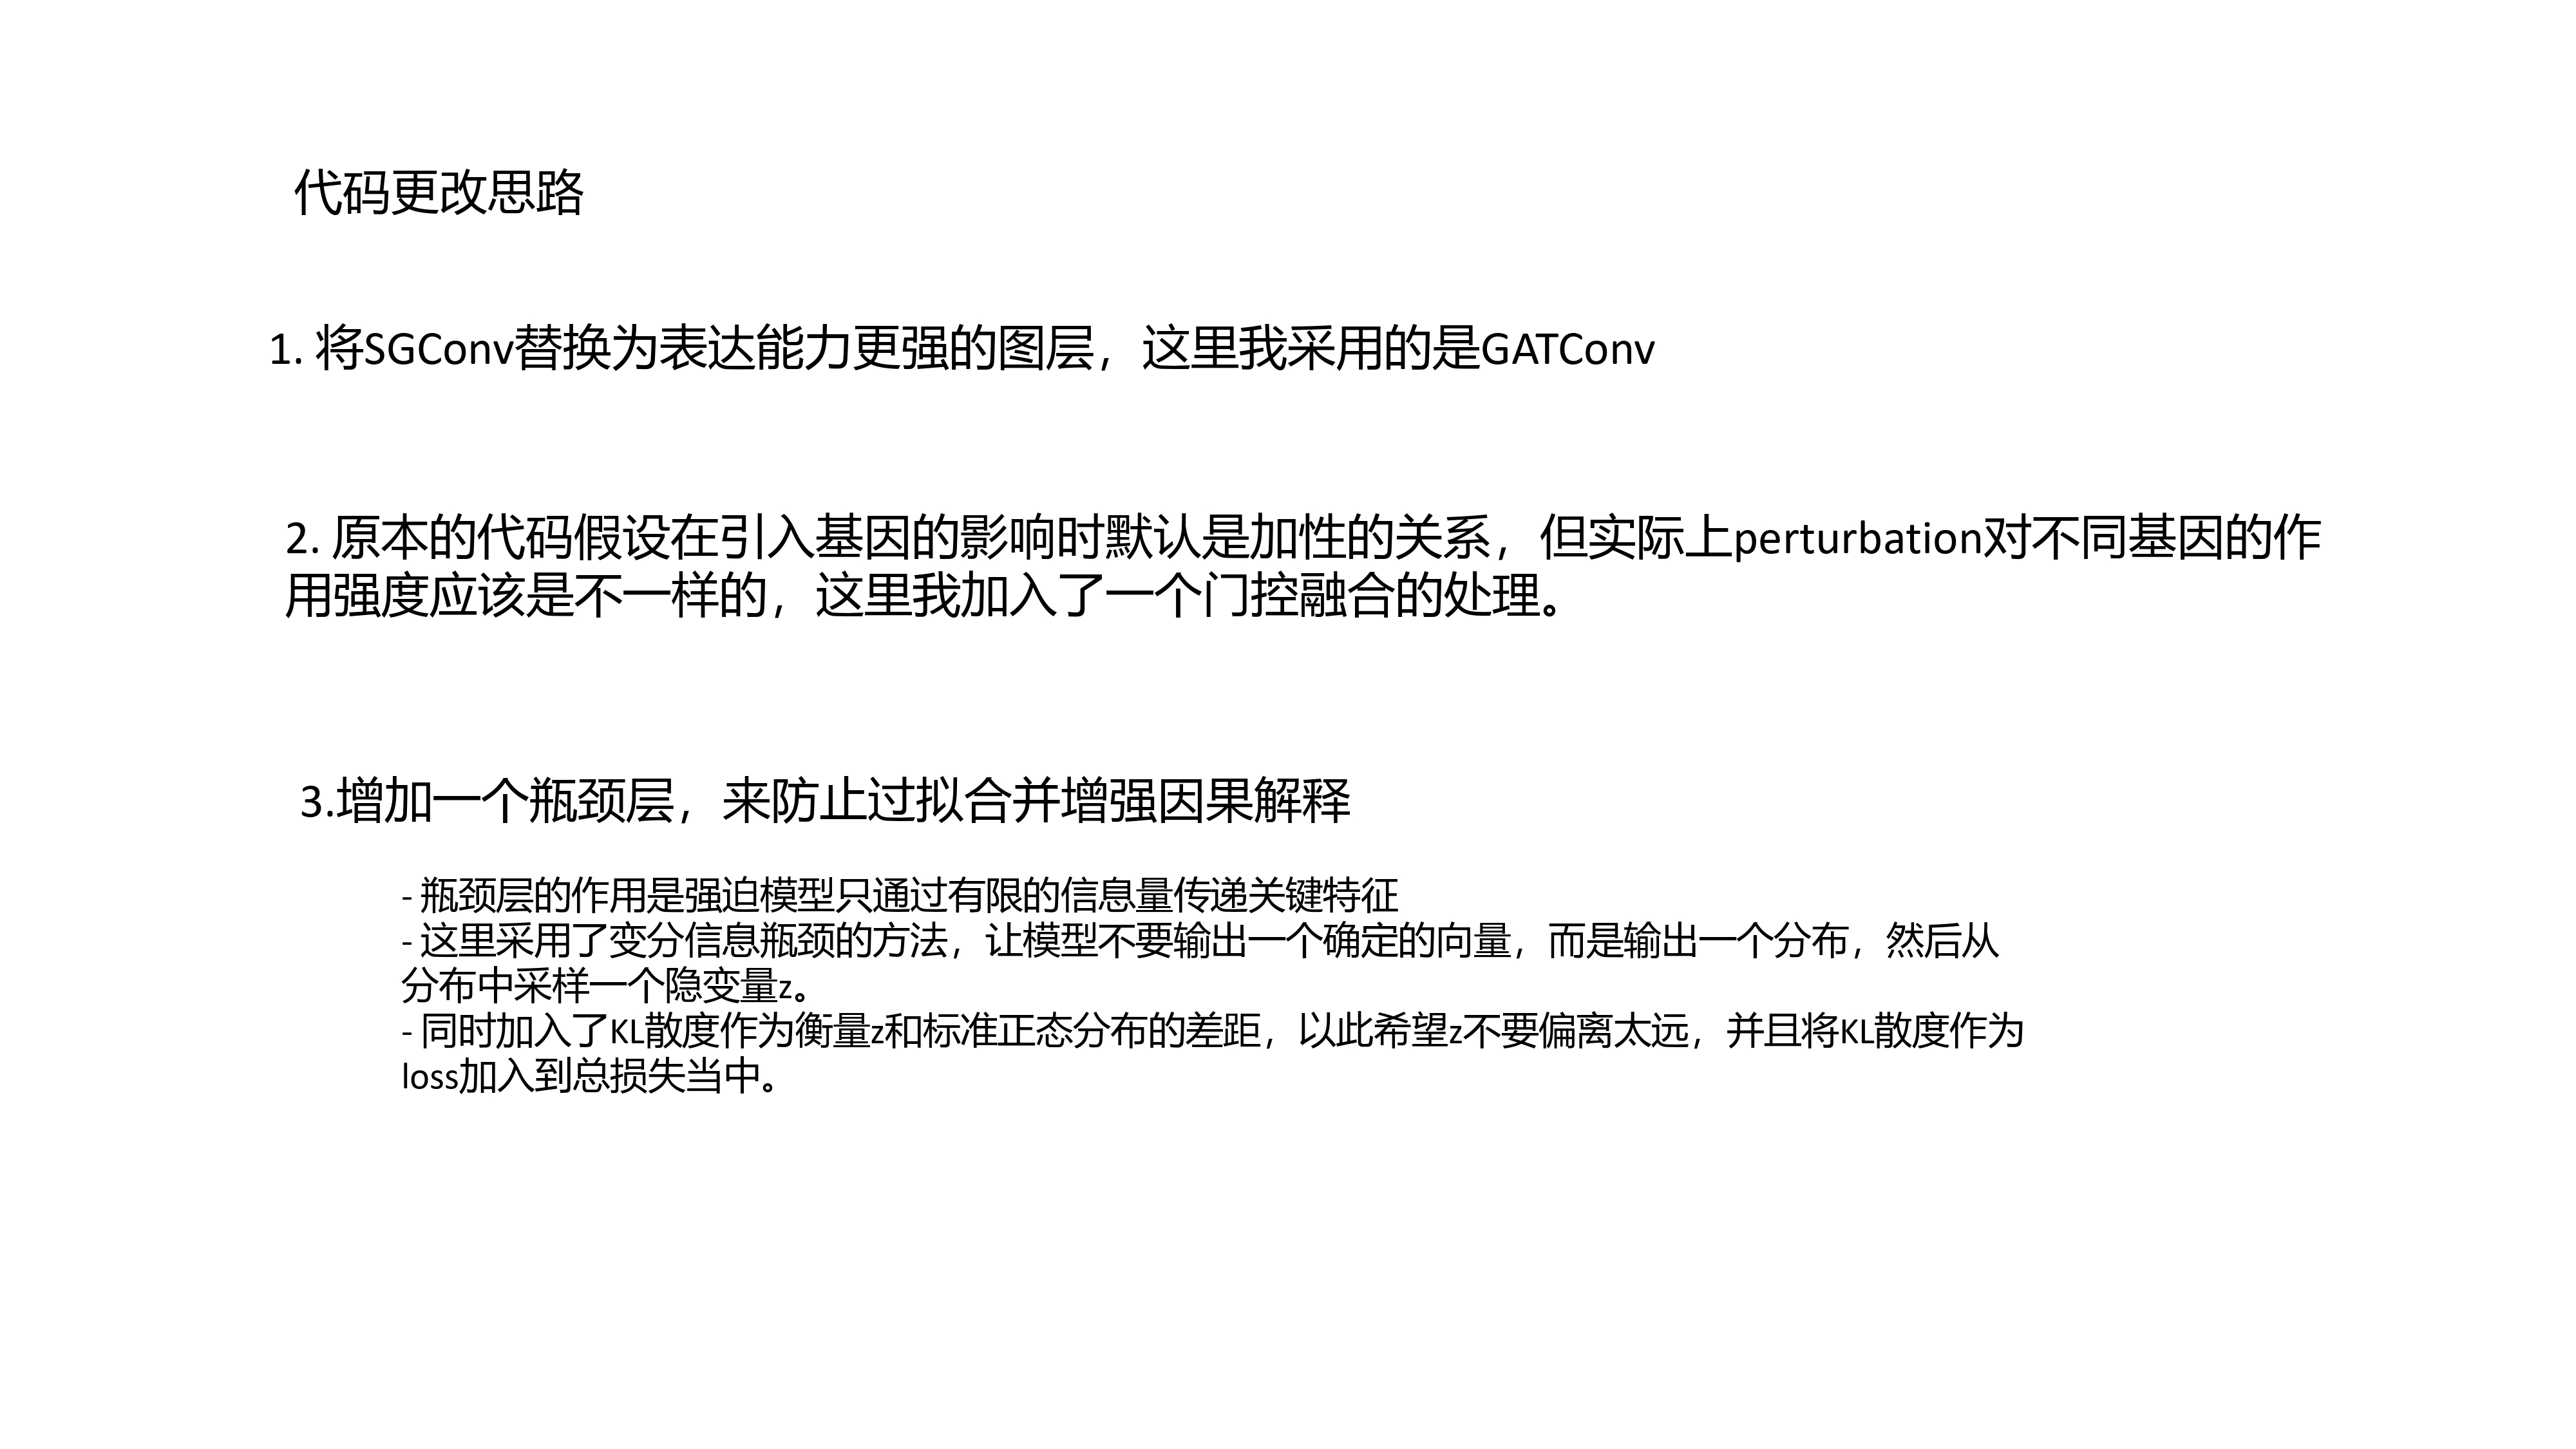 代码更改思路
1. 将SGConv替换为表达能力更强的图层，这里我采用的是GATConv
2. 原本的代码假设在引入基因的影响时默认是加性的关系，但实际上perturbation对不同基因的作
用强度应该是不一样的，这里我加入了一个门控融合的处理。
3.增加一个瓶颈层，来防止过拟合并增强因果解释
- 瓶颈层的作用是强迫模型只通过有限的信息量传递关键特征
- 这里采用了变分信息瓶颈的方法，让模型不要输出一个确定的向量，而是输出一个分布，然后从
分布中采样一个隐变量z。
- 同时加入了KL散度作为衡量z和标准正态分布的差距，以此希望z不要偏离太远，并且将KL散度作为
loss加入到总损失当中。